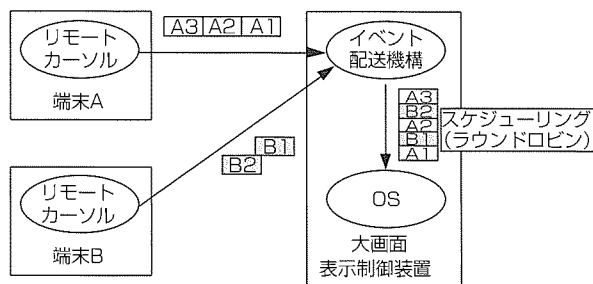 リモート
カーソル
端末A
A3 A2 A1
イベント
配送機構
A3
B2
A2
B1
A1
スケジューリング
(ラウンドロビン)
B1
B2
リモート
カーソル
端末B
OS
大画面
表示制御装置